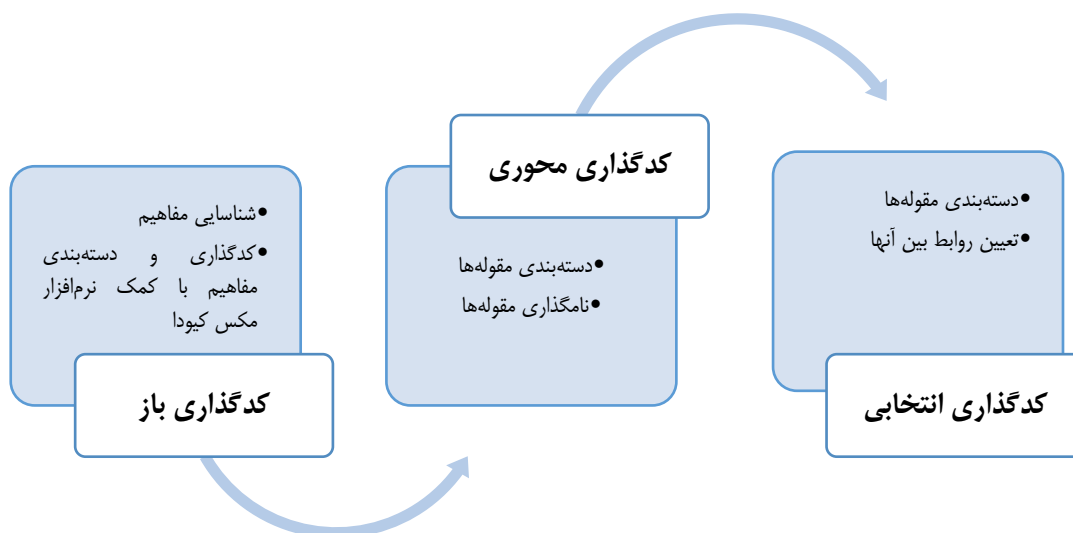 •شناسایی مفاهیم
•کدگذاری و دسته‌بندی
مفاهیم با کمک نرم‌افزار
مکس کیودا
کدگذاری باز
کدگذاری محوری
•دسته‌بندی مقوله‌ها
•نامگذاری مقوله‌ها
•دسته‌بندی مقوله‌ها
•تعیین روابط بین آنها
کدگذاری انتخابی